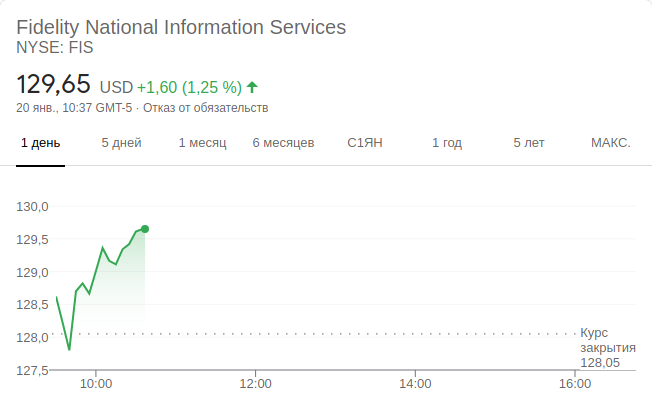 Fidelity National Information Services
NYSE: FIS
129,65 USD +1,60 (1,25 %)
20 янв., 10:37 GMT-5 · Отказ от обязательств
1 день 5 дней 1 месяц 6 месяцев С1ЯН 1 год 5 лет МАКС.
130,0
129,5
129,0
128,5
128,0
127,5
Курс
закрытия
128,05
10:00 12:00 14:00 16:00